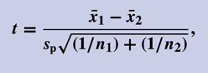 t = x̄1 − x̄2 / sp√(1/n1) + (1/n2),